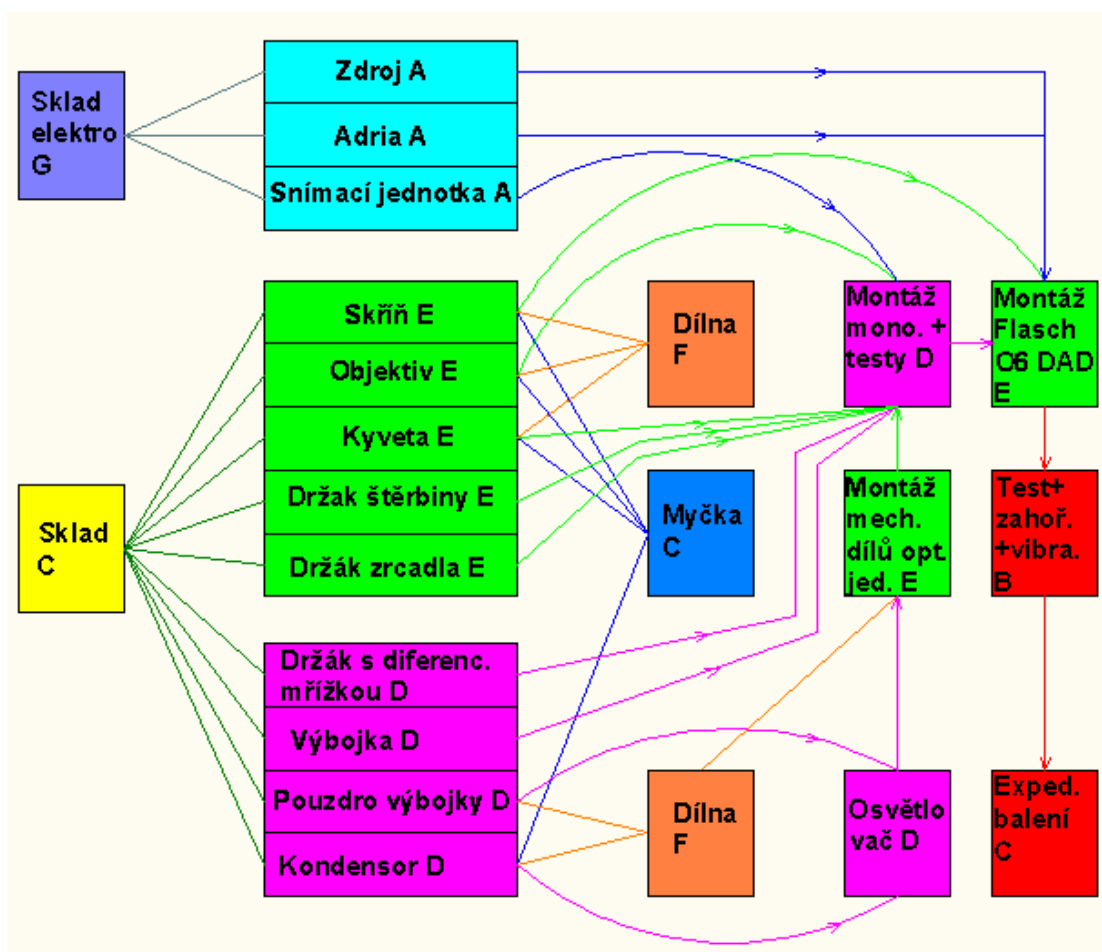 Sklad
elektro
G
Zdroj A
Adria A
Snímací jednotka A
Skříň E
Objektiv E
Kyveta E
Držak štěrbiny E
Držák zrcadla E
Dílna
F
Montáž
mono. +
testy D
Montáž
Flasch
O6 DAD
E
Sklad
C
Myčka
C
Montáž
mech.
dílů opt.
jed. E
Test+
zahoř.
+vibra.
B
Držák s diferenc.
mřížkou D
Výbojka D
Pouzdro výbojky D
Kondensor D
Dílna
F
Osvětlo
vač D
Exped.
balení
C